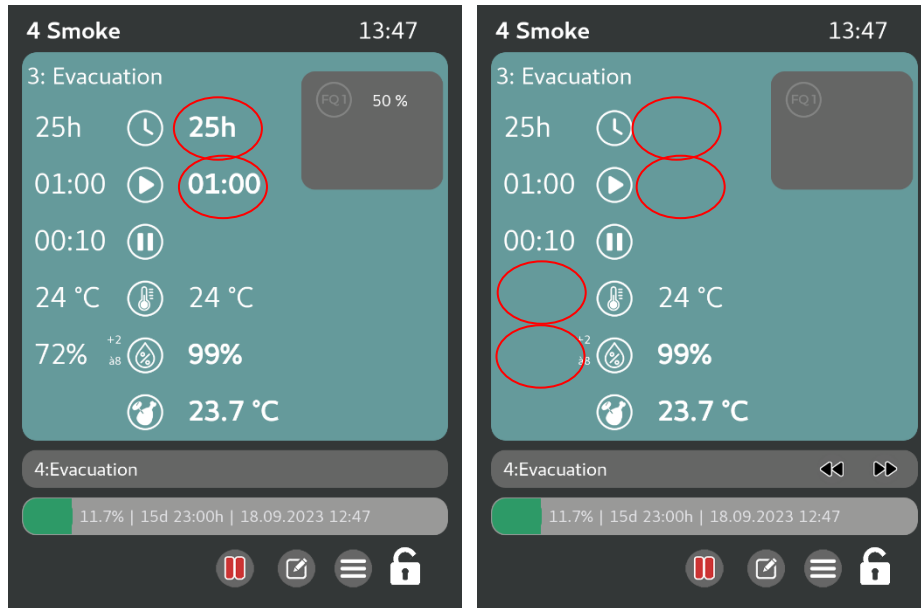 4 Smoke 13:47
3: Evacuation
FQ1 50 %
25h 25h
01:00 01:00
00:10
24 °C 24 °C
72% +2 à8 99%
23.7 °C
4:Evacuation
11.7% | 15d 23:00h | 18.09.2023 12:47
4 Smoke 13:47
3: Evacuation
FQ1
25h
01:00
00:10
24 °C
+2 à8 99%
23.7 °C
4:Evacuation
11.7% | 15d 23:00h | 18.09.2023 12:47